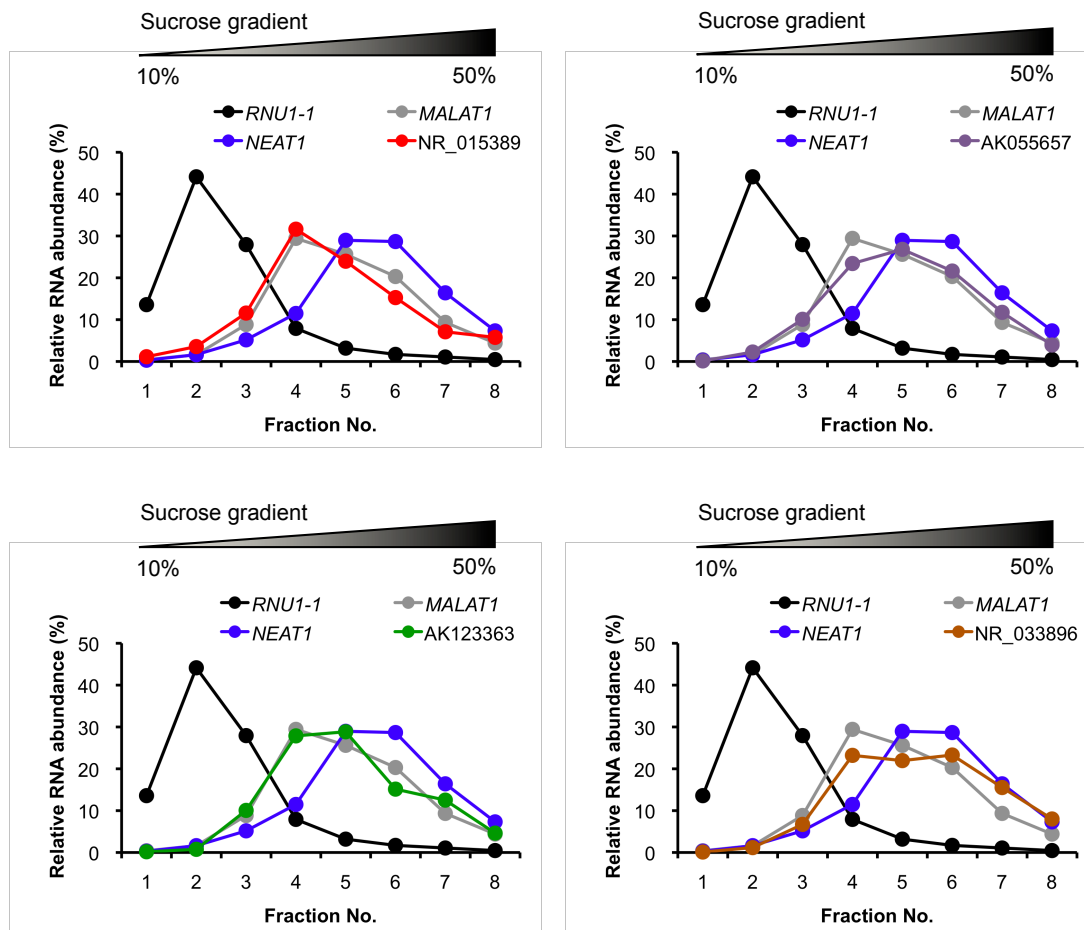 Sucrose gradient
10% 50%
RNU1-1 MALAT1
NEAT1 NR_015389
Relative RNA abundance (%)
50
40
30
20
10
0
1 2 3 4 5 6 7 8
Fraction No.
Sucrose gradient
10% 50%
RNU1-1 MALAT1
NEAT1 AK055657
Relative RNA abundance (%)
50
40
30
20
10
0
1 2 3 4 5 6 7 8
Fraction No.
Sucrose gradient
10% 50%
RNU1-1 MALAT1
NEAT1 AK123363
Relative RNA abundance (%)
50
40
30
20
10
0
1 2 3 4 5 6 7 8
Fraction No.
Sucrose gradient
10% 50%
RNU1-1 MALAT1
NEAT1 NR_033896
Relative RNA abundance (%)
50
40
30
20
10
0
1 2 3 4 5 6 7 8
Fraction No.